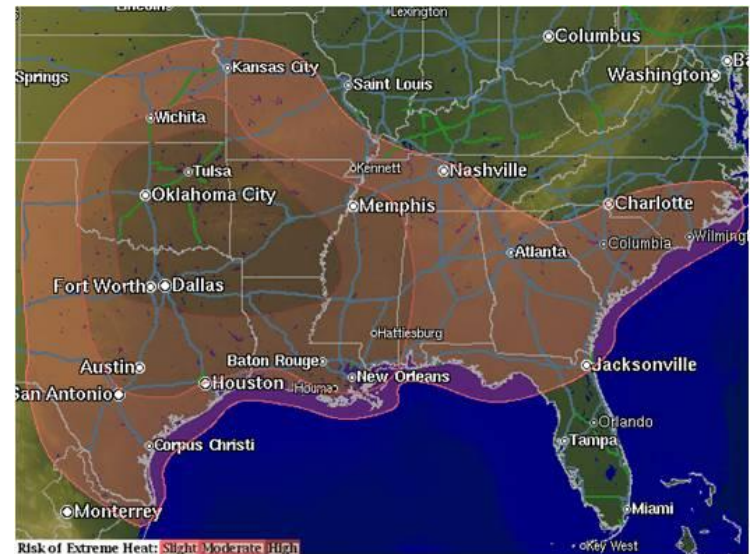 Lexington
Columbus
Springs
Kansas City
Saint Louis
Washington
Wichita
Tulsa
Kennett
Nashville
Oklahoma City
Memphis
Charlotte
Atlanta
Columbia
Wilmingt
Fort Worth
Dallas
Hattiesburg
Austin
Baton Rouge
Jacksonville
San Antonio
Houston
Houma
New Orleans
Orlando
Corpus Christi
Tampa
Monterrey
Miami
Key West
Risk of Extreme Heat: Slight Moderate High